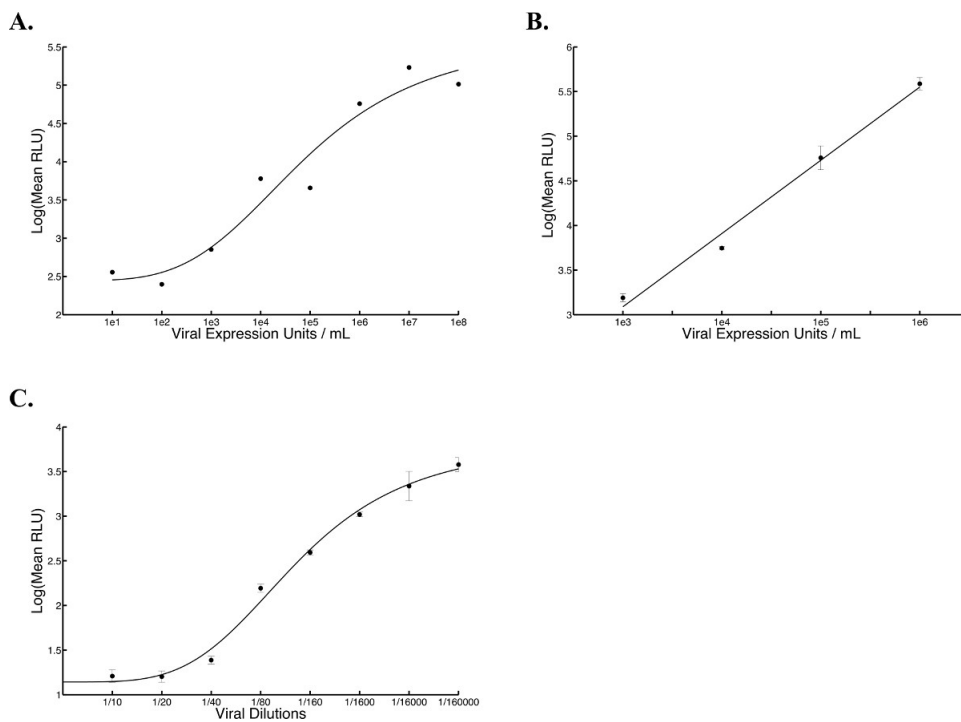 A.
5.5
5
4.5
4
3.5
3
2.5
2
Log(Mean RLU)
1e1 1e2 1e3 1e4 1e5 1e6 1e7 1e8
Viral Expression Units / mL
B.
6
5.5
5
4.5
4
3.5
3
Log(Mean RLU)
1e3 1e4 1e5 1e6
Viral Expression Units / mL
C.
4
3.5
3
2.5
2
1.5
1
Log(Mean RLU)
1/10 1/20 1/40 1/80 1/160 1/1600 1/16000 1/160000
Viral Dilutions